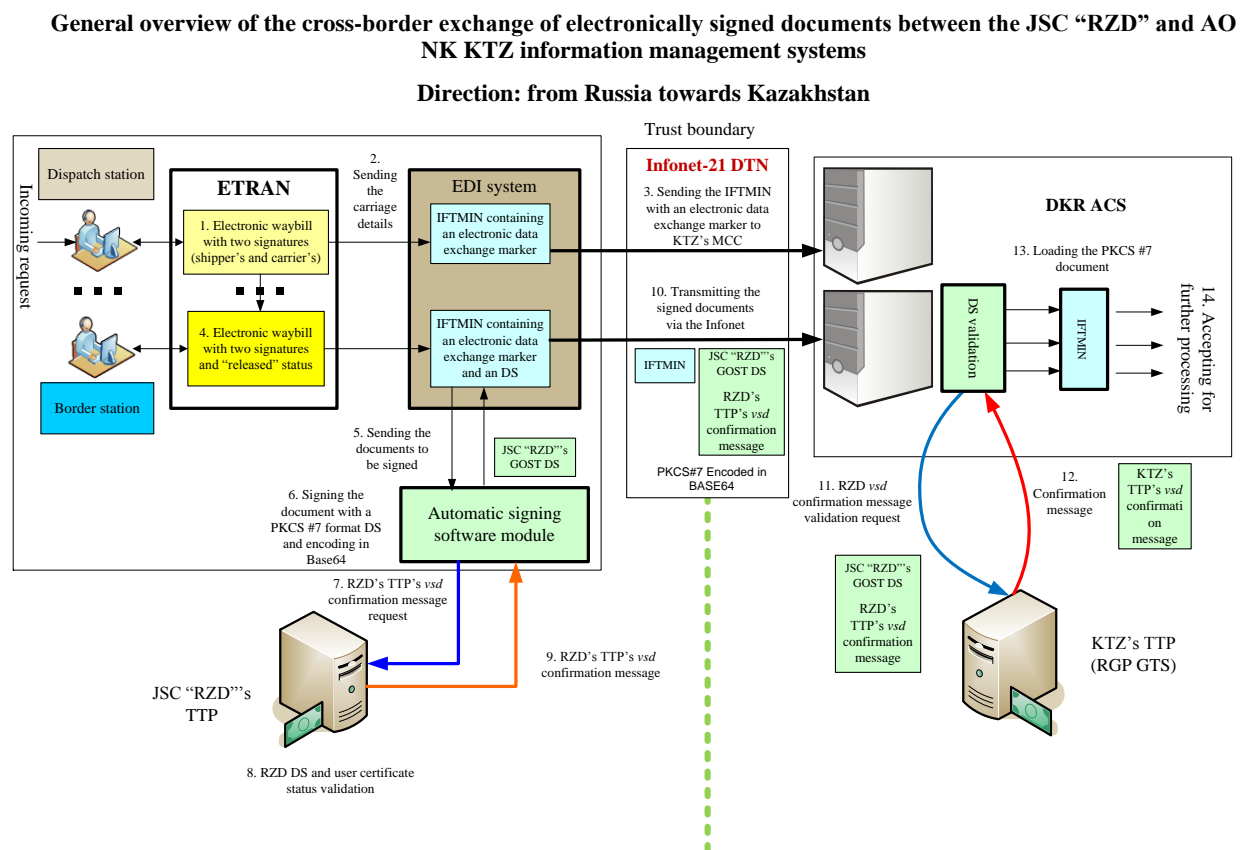 General overview of the cross-border exchange of electronically signed documents between the JSC “RZD” and AO
NK KTZ information management systems
Direction: from Russia towards Kazakhstan
Incoming request
Dispatch station
ETRAN
1. Electronic waybill
with two signatures
(shipper’s and carrier’s)
4. Electronic waybill
with two signatures
and “released” status
Border station
2.
Sending
the
carriage
details
EDI system
IFTMIN containing
an electronic data
exchange marker
IFTMIN containing
an electronic data
exchange marker
and an DS
5. Sending the
documents to
be signed
JSC “RZD”’s
GOST DS
6. Signing the
document with a
PKCS #7 format DS
and encoding in
Base64
Automatic signing
software module
7. RZD’s TTP’s vsd
confirmation message
request
9. RZD’s TTP’s vsd
confirmation message
JSC “RZD”’s
TTP
8. RZD DS and user certificate
status validation
Trust boundary
Infonet-21 DTN
3. Sending the IFTMIN
with an electronic data
exchange marker to
KTZ’s MCC
10. Transmitting the
signed documents
via the Infonet
IFTMIN
JSC “RZD”’s
GOST DS
RZD’s
TTP’s vsd
confirmation
message
PKCS#7 Encoded in
BASE64
DKR ACS
13. Loading the PKCS #7
document
DS validation
IFTMIN
14. Accepting for
further processing
11. RZD vsd
confirmation message
validation request
12.
Confirmation
message
KTZ’s
TTP’s vsd
confirmati
on
message
JSC “RZD”’s
GOST DS
RZD’s
TTP’s vsd
confirmation
message
KTZ’s TTP
(RGP GTS)